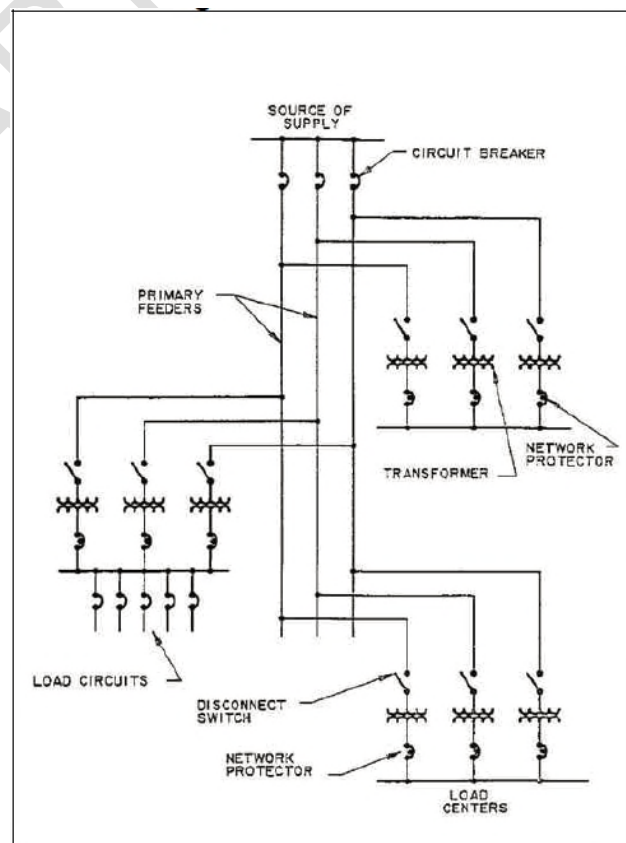 SOURCE OF
SUPPLY
CIRCUIT BREAKER
PRIMARY
FEEDERS
NETWORK
PROTECTOR
TRANSFORMER
LOAD CIRCUITS
DISCONNECT
SWITCH
NETWORK
PROTECTOR
LOAD
CENTERS